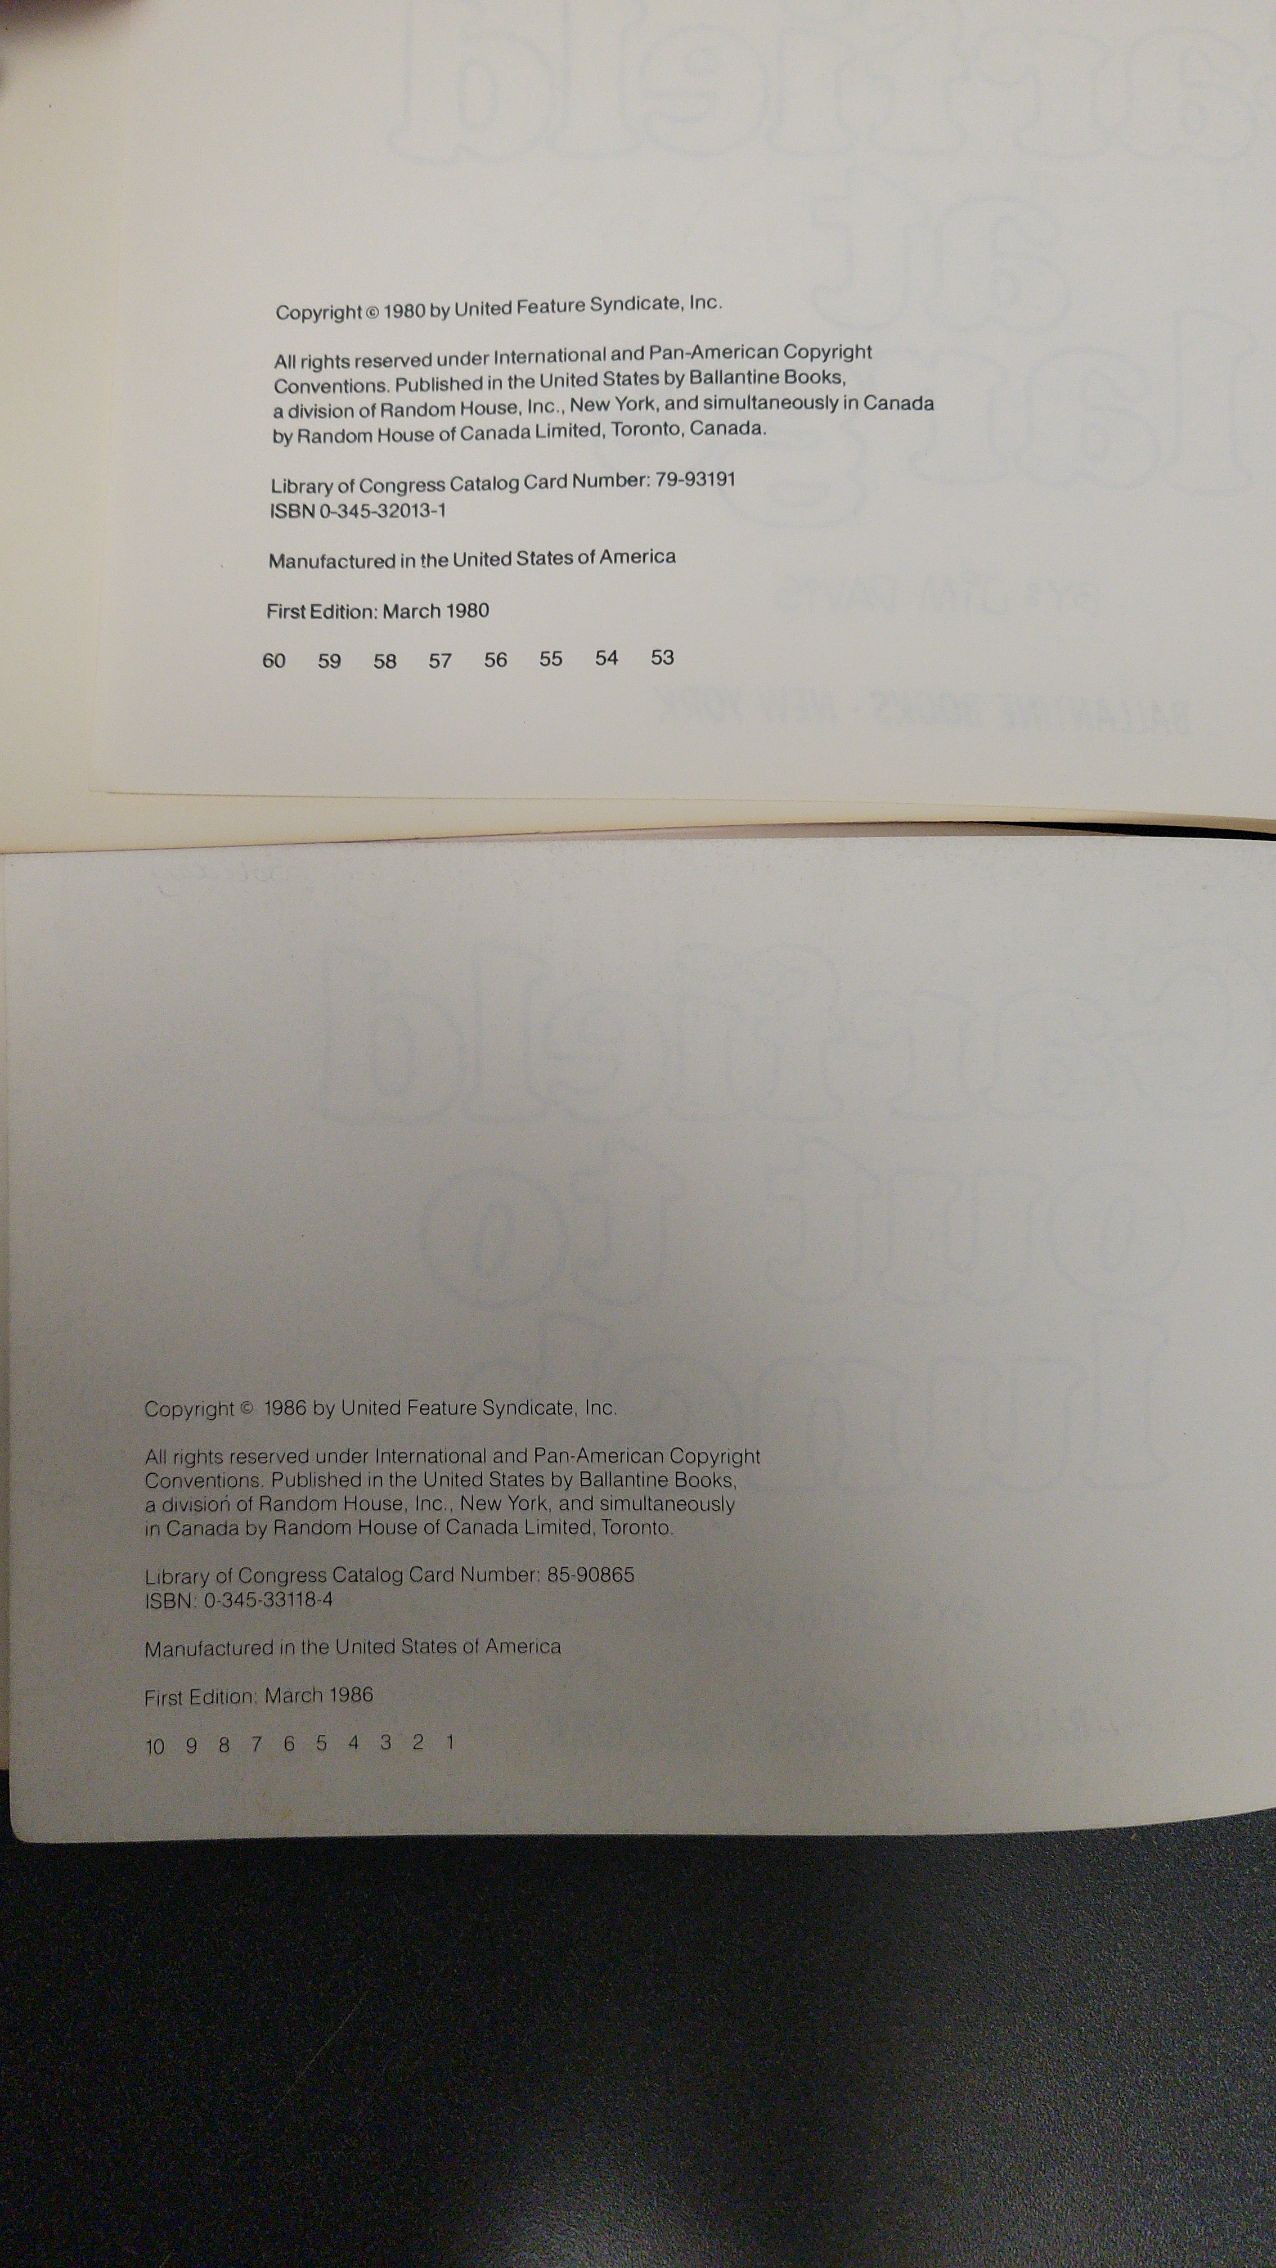 Copyright © 1980 by United Feature Syndicate, Inc.
All rights reserved under International and Pan-American Copyright
Conventions. Published in the United States by Ballantine Books,
a division of Random House, Inc., New York, and simultaneously in Canada
by Random House of Canada Limited, Toronto, Canada.
Library of Congress Catalog Card Number: 79-93191
ISBN 0-345-32013-1
Manufactured in the United States of America
First Edition: March 1980
60 59 58 57 56 55 54 53
BY: JIM DAVIS
BALLANTINE BOOKS · NEW YORK
Copyright © 1986 by United Feature Syndicate, Inc.
All rights reserved under International and Pan-American Copyright
Conventions. Published in the United States by Ballantine Books,
a division of Random House, Inc., New York, and simultaneously
in Canada by Random House of Canada Limited, Toronto.
Library of Congress Catalog Card Number: 85-90865
ISBN: 0-345-33118-4
Manufactured in the United States of America
First Edition: March 1986
10 9 8 7 6 5 4 3 2 1